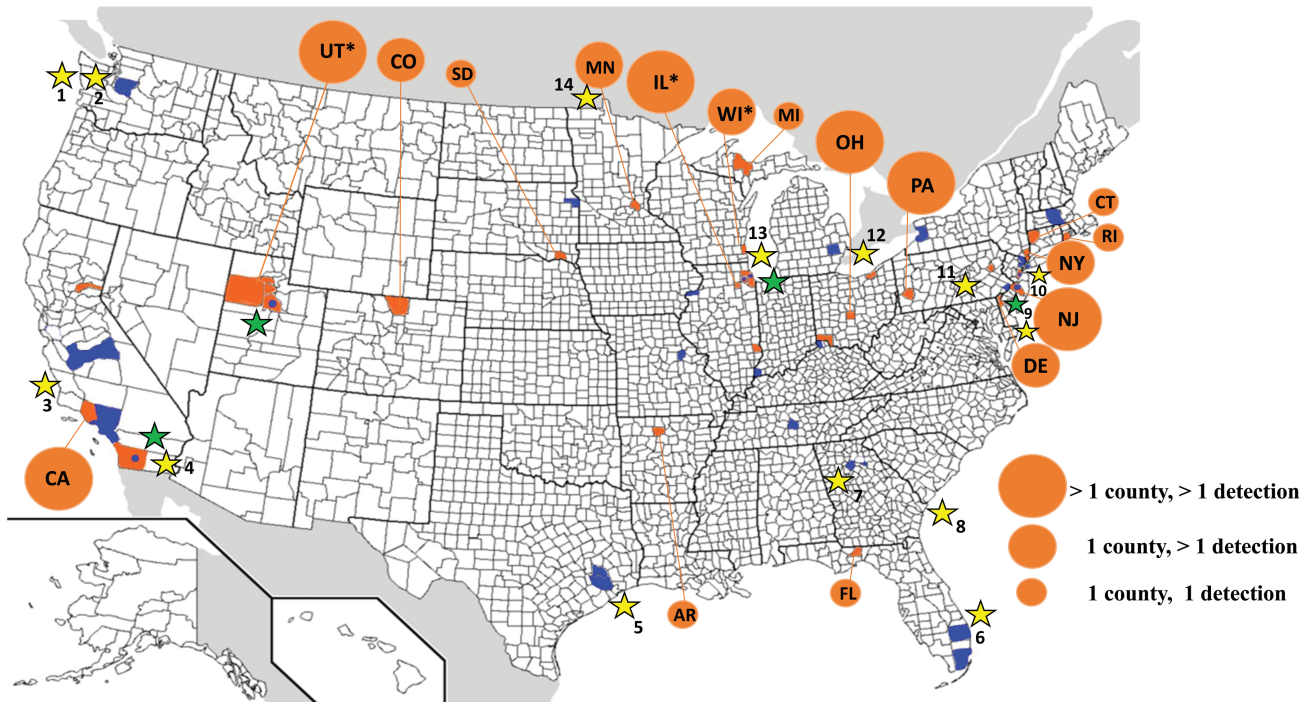 UT*
CO
SD
MN
IL*
WI*
MI
OH
PA
CT
RI
NY
NJ
DE
CA
AR
FL
1
2
3
4
5
6
7
8
9
10
11
12
13
14
> 1 county, > 1 detection
1 county, > 1 detection
1 county, 1 detection